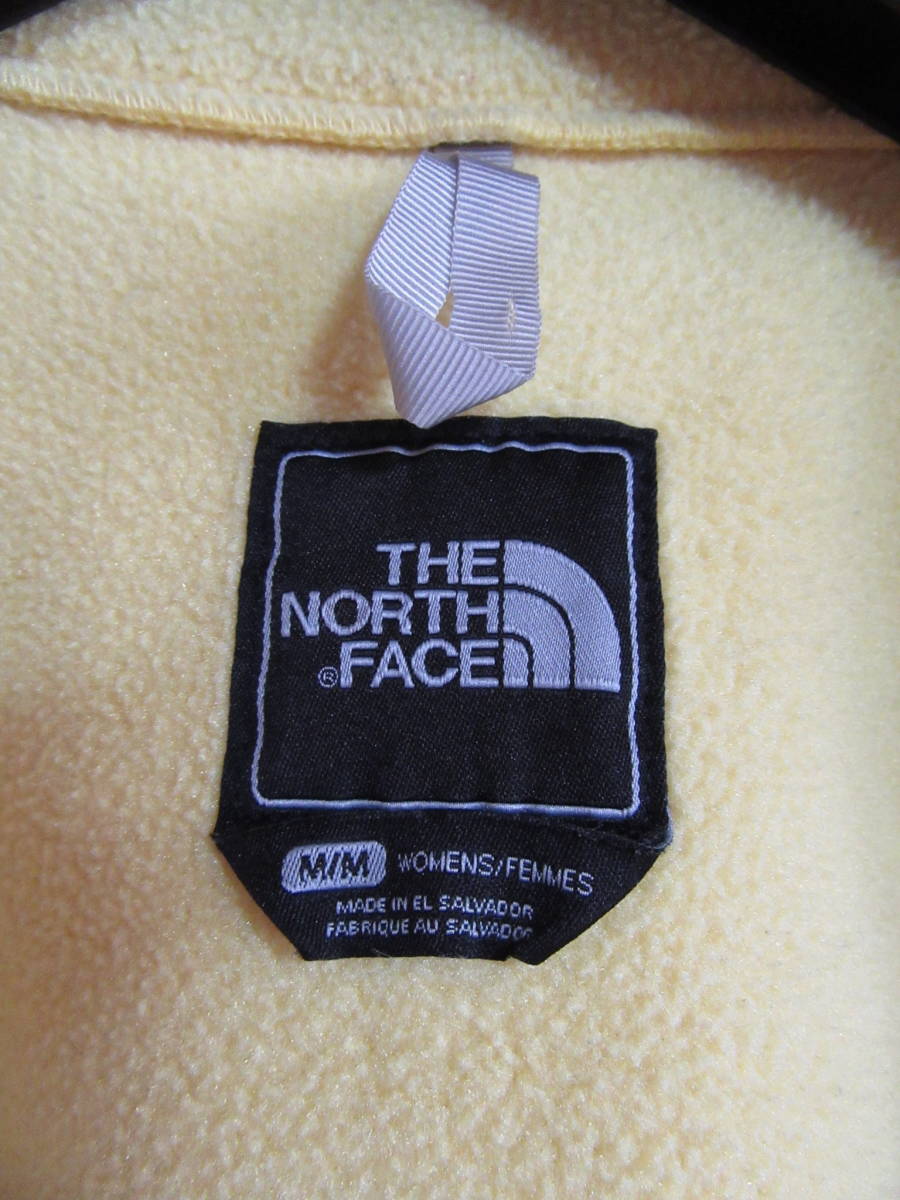 THE
NORTH
®FACE
M/M WOMENS/FEMMES
MADE IN EL SALVADOR
FABRIQUE AU SALVADOR